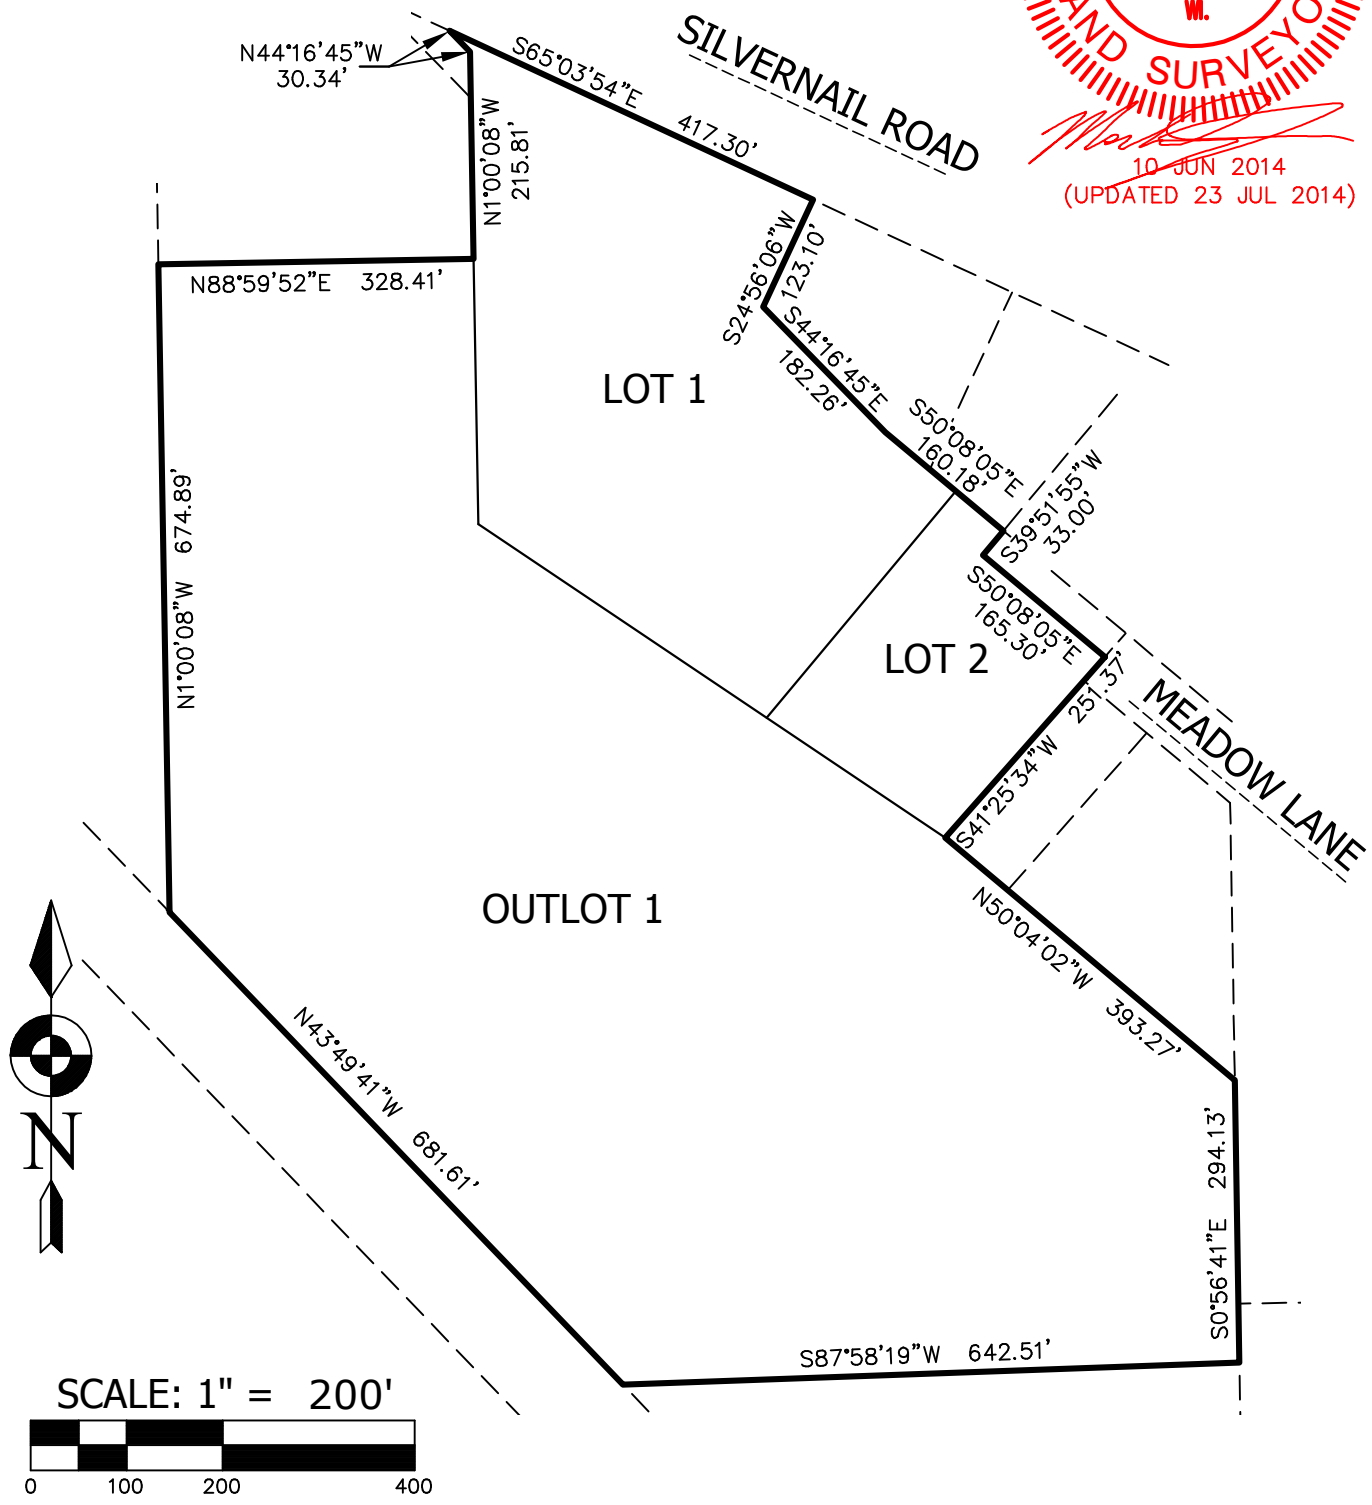 WI.
AND SURVEYO
10 JUN 2014
(UPDATED 23 JUL 2014)
SILVERNAIL ROAD
N44°16'45"W
30.34'
S65°03'54"E
417.30'
N1°00'08"W
215.81'
N88°59'52"E 328.41'
S24°56'06"W
123.10'
S44°16'45"E
182.26'
LOT 1
S50°08'05"E
160.18'
S39°51'55"W
33.00'
S50°08'05"E
165.30'
LOT 2
N1°00'08"W 674.89'
251.37'
S41°25'34"W
MEADOW LANE
OUTLOT 1
N50°04'02"W 393.27'
N43°49'41"W 681.61'
294.13'
S0°56'41"E
S87°58'19"W 642.51'
N
SCALE: 1" = 200'
0 100 200 400